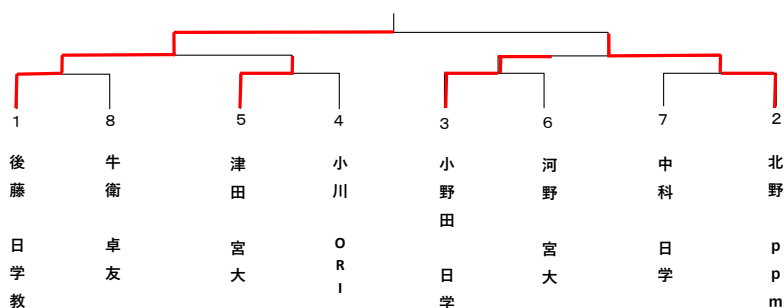 1 8 5 4 3 6 7 2
後藤 日学教
牛衛 卓友
津田 宮大
小川 ORI
小野田 日学
河野 宮大
中科 日学
北野 ppm